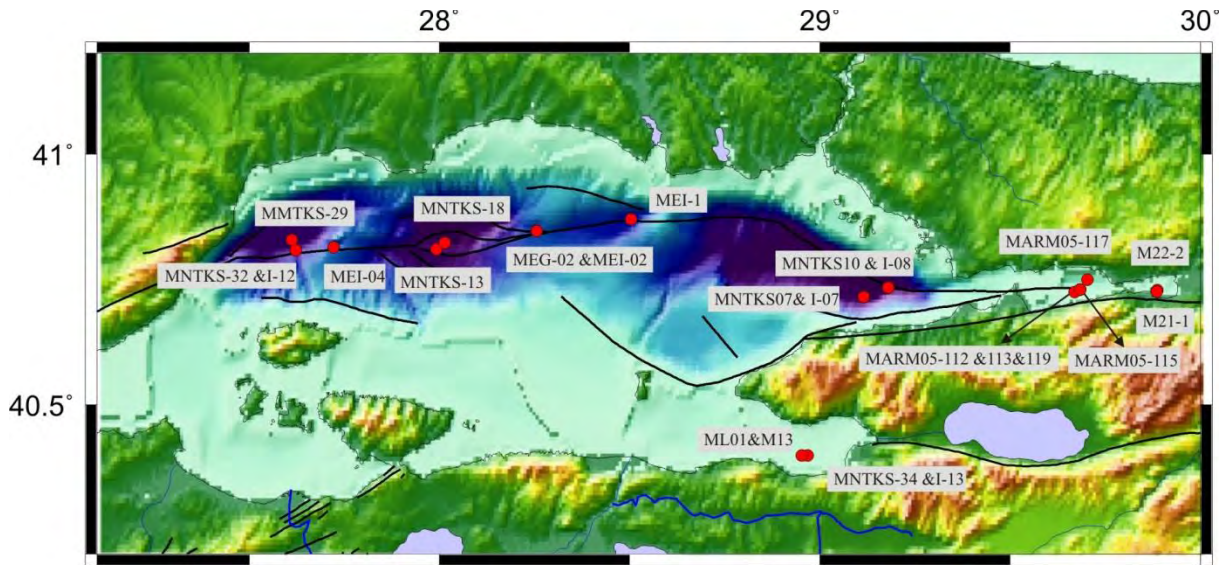 28°
29°
30°
41°
MEI-1
MNTKS-18
MMTKS-29
MARM05-117
M22-2
MNTKS10 & I-08
MEG-02 &MEI-02
MNTKS-32 &I-12
MEI-04
MNTKS-13
MNTKS07& I-07
M21-1
MARM05-112 &113&119
MARM05-115
40.5°
ML01&M13
MNTKS-34 &I-13